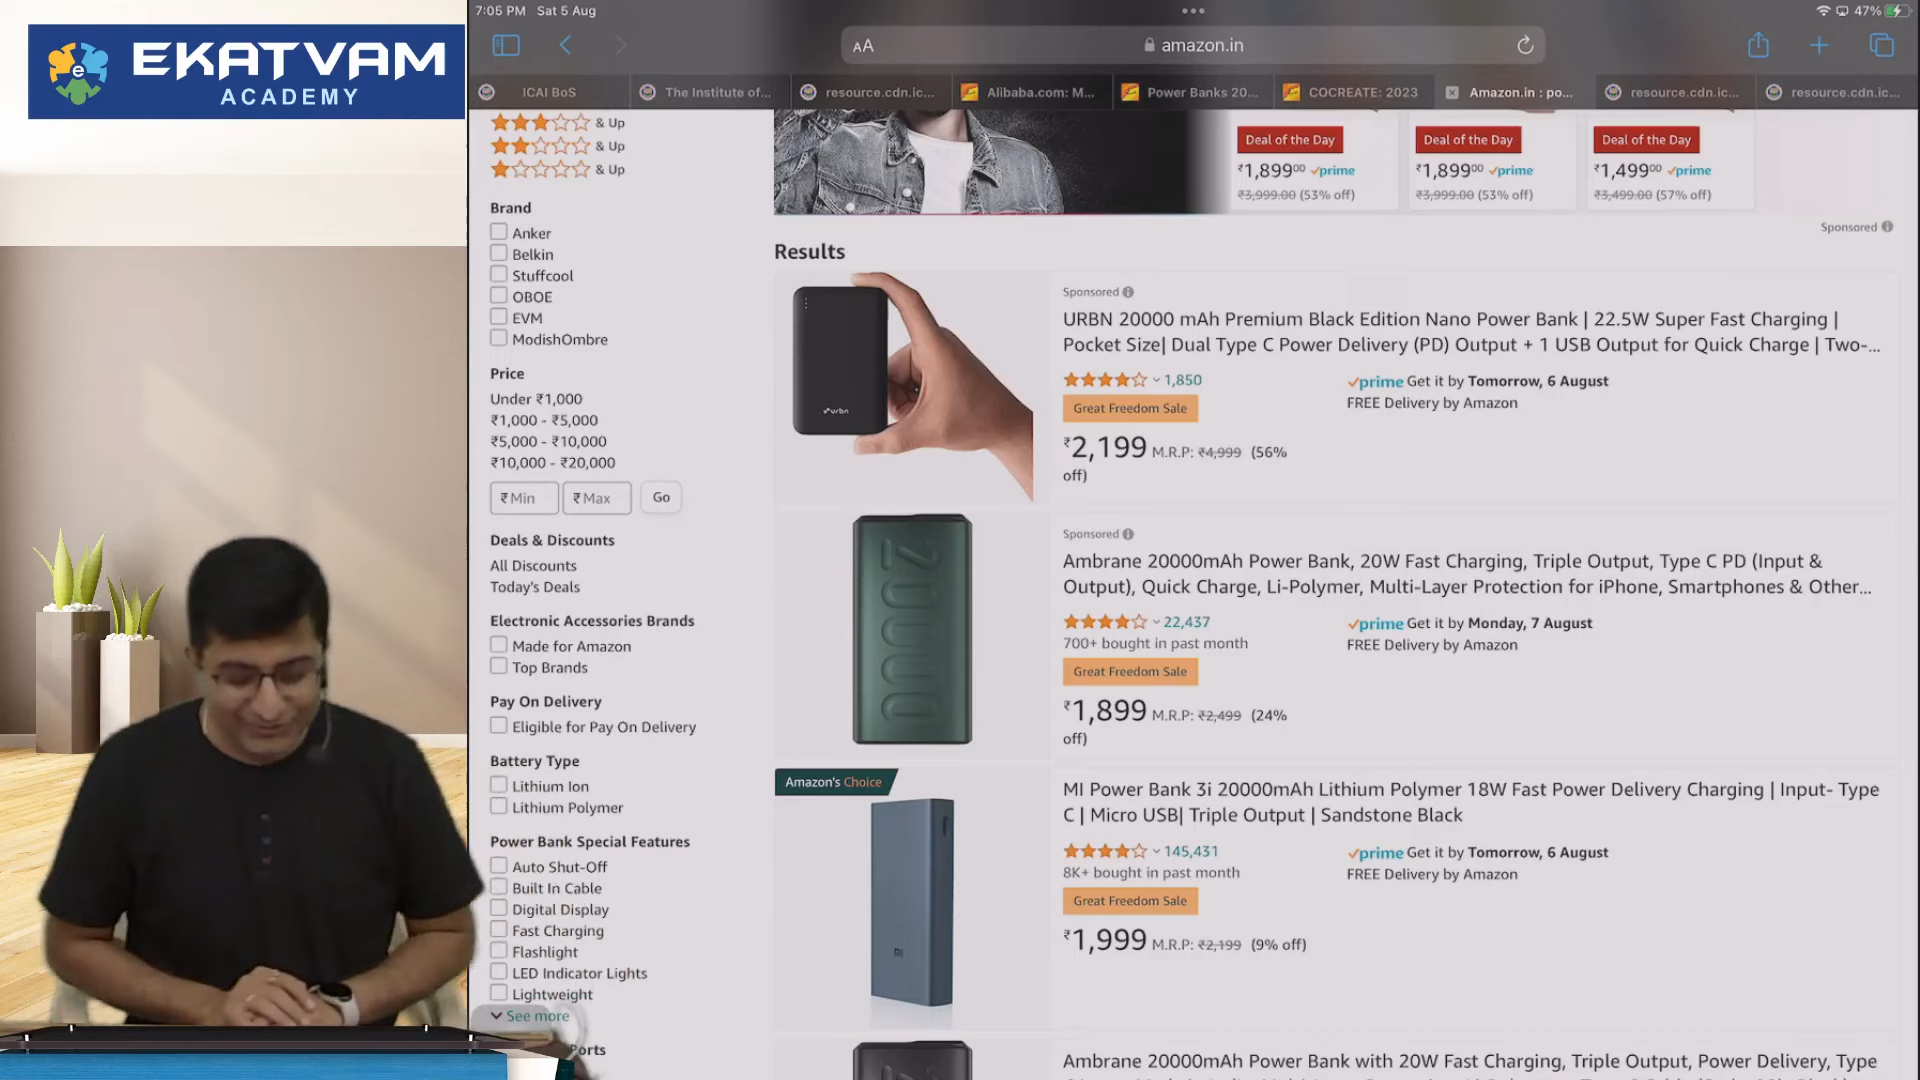 7:05 PM Sat 5 Aug
47%
EKATVAM
ACADEMY
AA
amazon.in
ICAI BoS
The Institute of...
resource.cdn.ic...
Alibaba.com: M...
Power Banks 20...
COCREATE: 2023
Amazon.in : po...
resource.cdn.ic...
resource.cdn.ic...
& Up
& Up
& Up
Brand
Anker
Belkin
Stuffcool
OBOE
EVM
ModishOmbre
Price
Under ₹1,000
₹1,000 - ₹5,000
₹5,000 - ₹10,000
₹10,000 - ₹20,000
₹ Min
₹ Max
Go
Deals & Discounts
All Discounts
Today's Deals
Electronic Accessories Brands
Made for Amazon
Top Brands
Pay On Delivery
Eligible for Pay On Delivery
Battery Type
Lithium Ion
Lithium Polymer
Power Bank Special Features
Auto Shut-Off
Built In Cable
Digital Display
Fast Charging
Flashlight
LED Indicator Lights
Lightweight
See more
Ports
Deal of the Day
₹1,899⁰⁰ prime
₹3,999.00 (53% off)
Deal of the Day
₹1,899⁰⁰ prime
₹3,999.00 (53% off)
Deal of the Day
₹1,499⁰⁰ prime
₹3,499.00 (57% off)
Sponsored
Results
urbn
Sponsored
URBN 20000 mAh Premium Black Edition Nano Power Bank | 22.5W Super Fast Charging |
Pocket Size| Dual Type C Power Delivery (PD) Output + 1 USB Output for Quick Charge | Two-...
1,850
prime Get it by Tomorrow, 6 August
FREE Delivery by Amazon
Great Freedom Sale
₹2,199 M.R.P: ₹4,999 (56%
off)
20000
Sponsored
Ambrane 20000mAh Power Bank, 20W Fast Charging, Triple Output, Type C PD (Input &
Output), Quick Charge, Li-Polymer, Multi-Layer Protection for iPhone, Smartphones & Other...
22,437
prime Get it by Monday, 7 August
700+ bought in past month
FREE Delivery by Amazon
Great Freedom Sale
₹1,899 M.R.P: ₹2,499 (24%
off)
Amazon's Choice
MI
MI Power Bank 3i 20000mAh Lithium Polymer 18W Fast Power Delivery Charging | Input- Type
C | Micro USB| Triple Output | Sandstone Black
145,431
prime Get it by Tomorrow, 6 August
8K+ bought in past month
FREE Delivery by Amazon
Great Freedom Sale
₹1,999 M.R.P: ₹2,199 (9% off)
Ambrane 20000mAh Power Bank with 20W Fast Charging, Triple Output, Power Delivery, Type